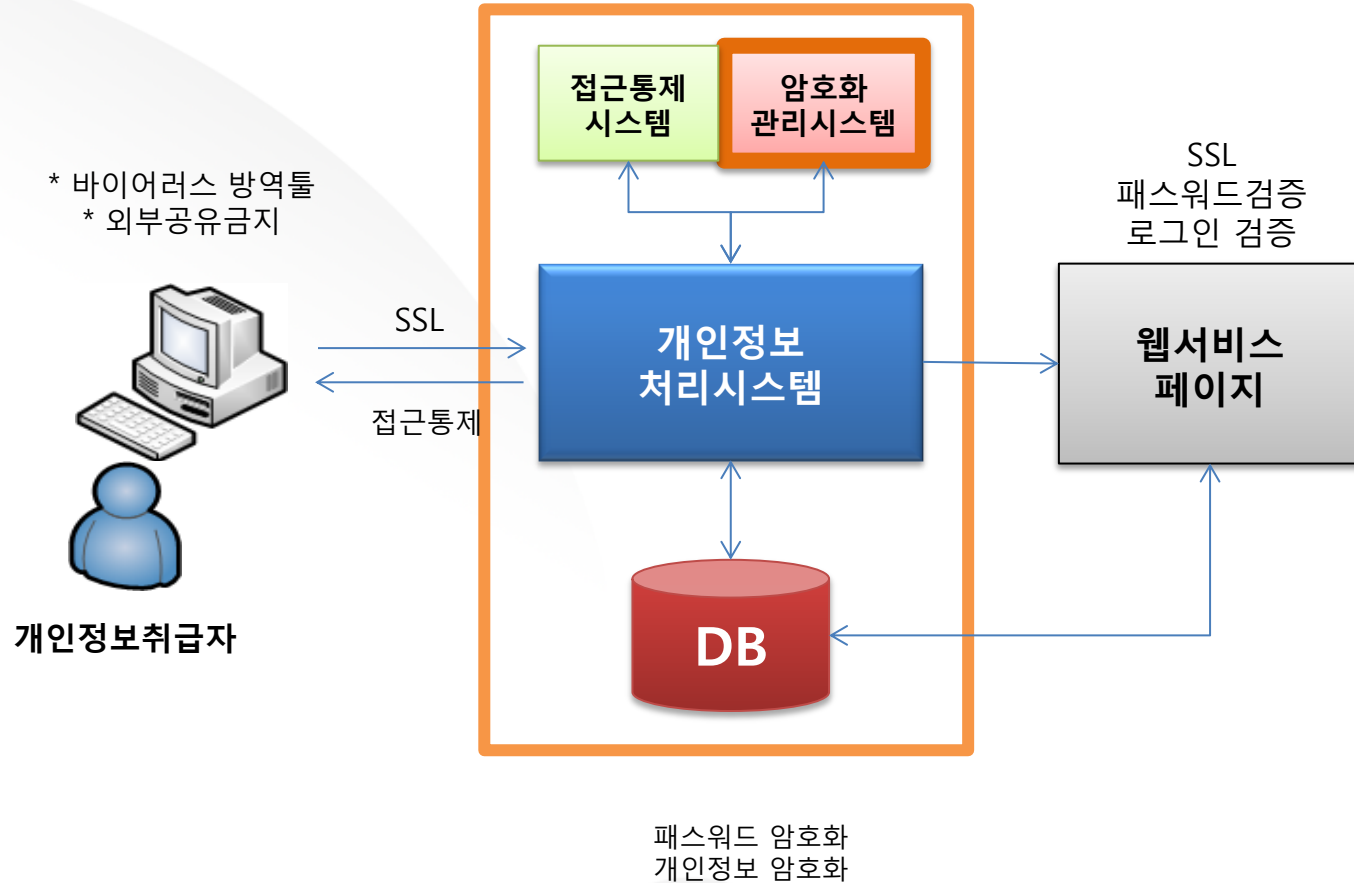 접근통제
시스템
암호화
관리시스템
* 바이어러스 방역툴
* 외부공유금지
SSL
패스워드검증
로그인 검증
SSL
접근통제
개인정보
처리시스템
웹서비스
페이지
개인정보취급자
DB
패스워드 암호화
개인정보 암호화